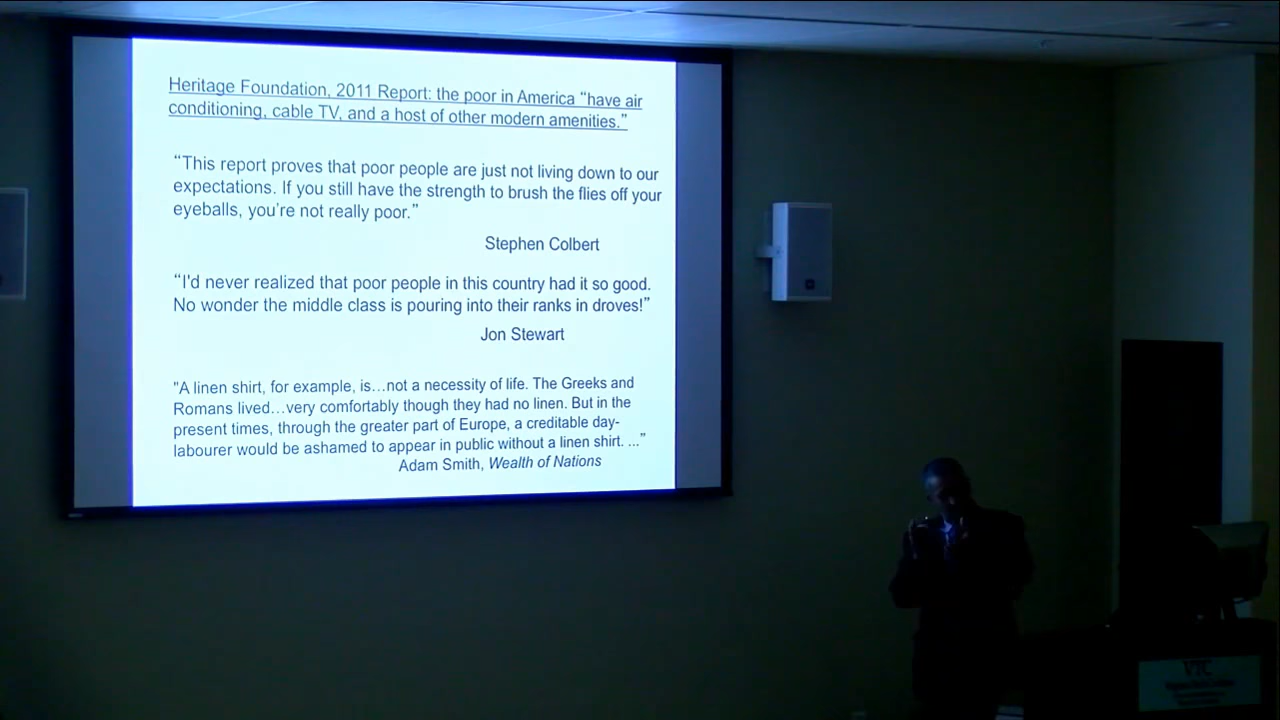 Heritage Foundation, 2011 Report: the poor in America “have air
conditioning, cable TV, and a host of other modern amenities.”
“This report proves that poor people are just not living down to our
expectations. If you still have the strength to brush the flies off your
eyeballs, you’re not really poor.”
Stephen Colbert
“I'd never realized that poor people in this country had it so good.
No wonder the middle class is pouring into their ranks in droves!”
Jon Stewart
"A linen shirt, for example, is…not a necessity of life. The Greeks and
Romans lived…very comfortably though they had no linen. But in the
present times, through the greater part of Europe, a creditable day-
labourer would be ashamed to appear in public without a linen shirt. ...”
Adam Smith, Wealth of Nations
VTC